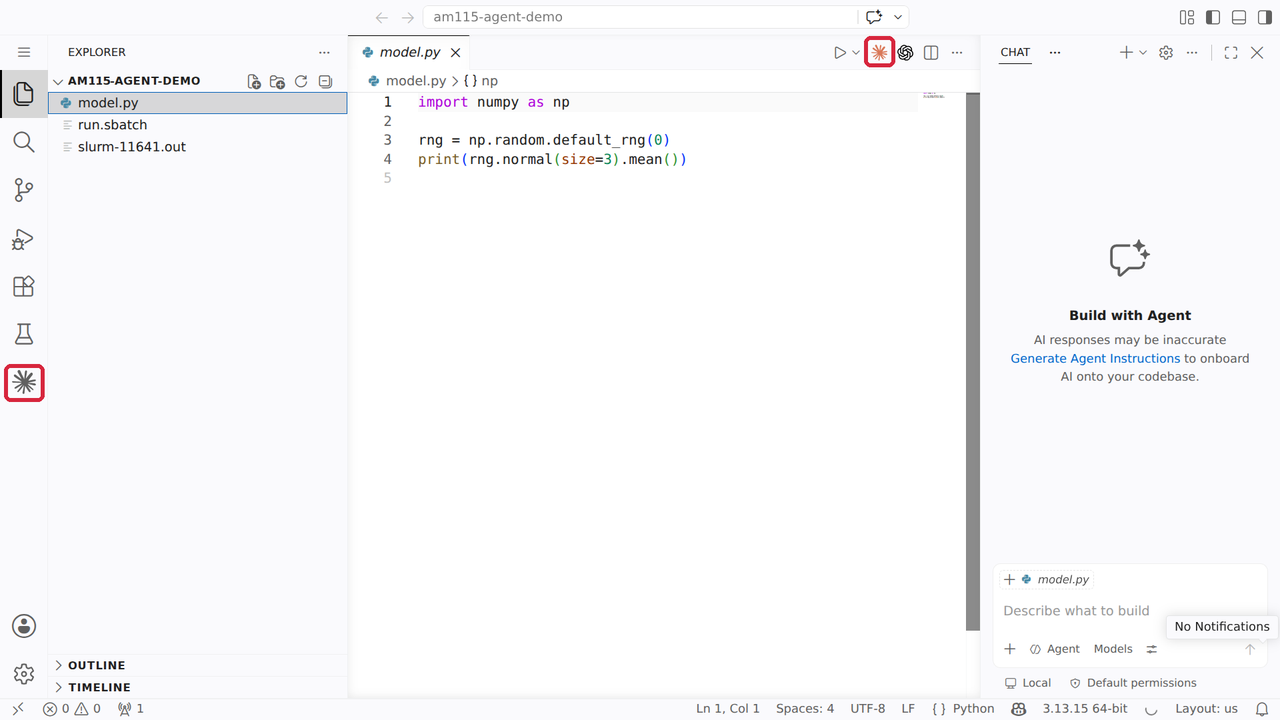 am115-agent-demo
EXPLORER
AM115-AGENT-DEMO
model.py
run.sbatch
slurm-11641.out
OUTLINE
TIMELINE
model.py
model.py > {} np
1 import numpy as np
2
3 rng = np.random.default_rng(0)
4 print(rng.normal(size=3).mean())
5
CHAT
Build with Agent
AI responses may be inaccurate
Generate Agent Instructions to onboard
AI onto your codebase.
model.py
Describe what to build
No Notifications
Agent Models
Local Default permissions
0 0 1 Ln 1, Col 1 Spaces: 4 UTF-8 LF {} Python 3.13.15 64-bit Layout: us